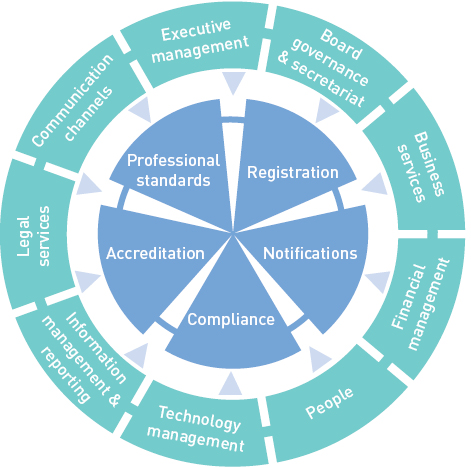 Executive
management
Board
governance
& secretariat
Business
services
Financial
management
People
Technology
management
Information
management &
reporting
Legal
services
Communication
channels
Professional
standards
Registration
Accreditation
Notifications
Compliance